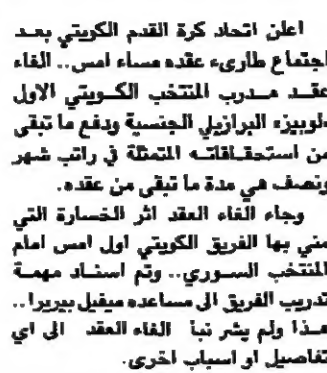 اعلن اتحاد كرة القدم الكويتي بعد
اجتماع طارىء عقده مساء امس.. الغاء
عقد مدرب المنتخب الكويتي الاول
«لوبيز» البرازيلي الجنسية ودفع ما تبقى
من استحقاقاته المتمثلة في راتب شهر
ونصف هي مدة ما تبقى من عقده.
وجاء الغاء العقد اثر الخسارة التي
مني بها الفريق الكويتي اول امس امام
المنتخب السوري.. وتم اسناد مهمة
تدريب الفريق الى مساعده ميفيل بيريرا..
هذا ولم يشر نبأ الغاء العقد الى اي
تفاصيل او اسباب اخرى.